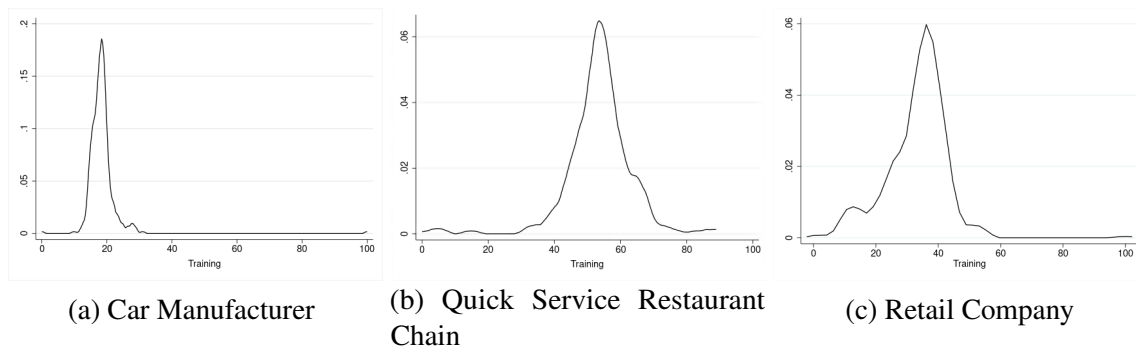 .2
.15
.1
.05
0
0 20 40 60 80 100
Training
(a) Car Manufacturer
.06
.04
.02
0
0 20 40 60 80 100
Training
(b) Quick Service Restaurant
Chain
.06
.04
.02
0
0 20 40 60 80 100
Training
(c) Retail Company